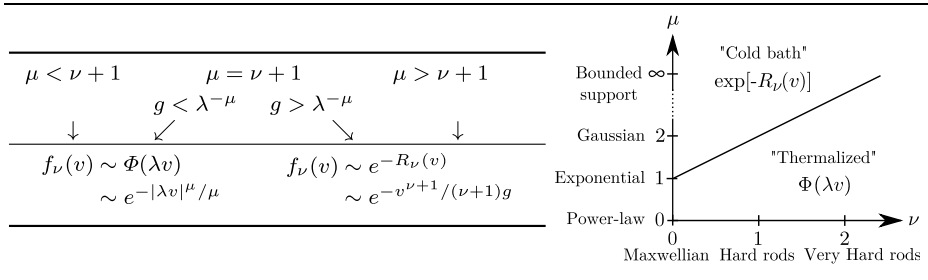 μ < ν + 1 μ = ν + 1 μ > ν + 1
g < λ^{−μ} g > λ^{−μ}
↓ ↙ ↘ ↓
f_ν(v) ∼ Φ(λv) f_ν(v) ∼ e^{−R_ν(v)}
∼ e^{−|λv|^μ/μ} ∼ e^{−v^{ν+1}/(ν+1)g}
μ
"Cold bath"
exp[-R_ν(v)]
Bounded ∞
support
Gaussian 2
"Thermalized"
Φ(λv)
Exponential 1
Power-law 0
ν
0 1 2
Maxwellian Hard rods Very Hard rods